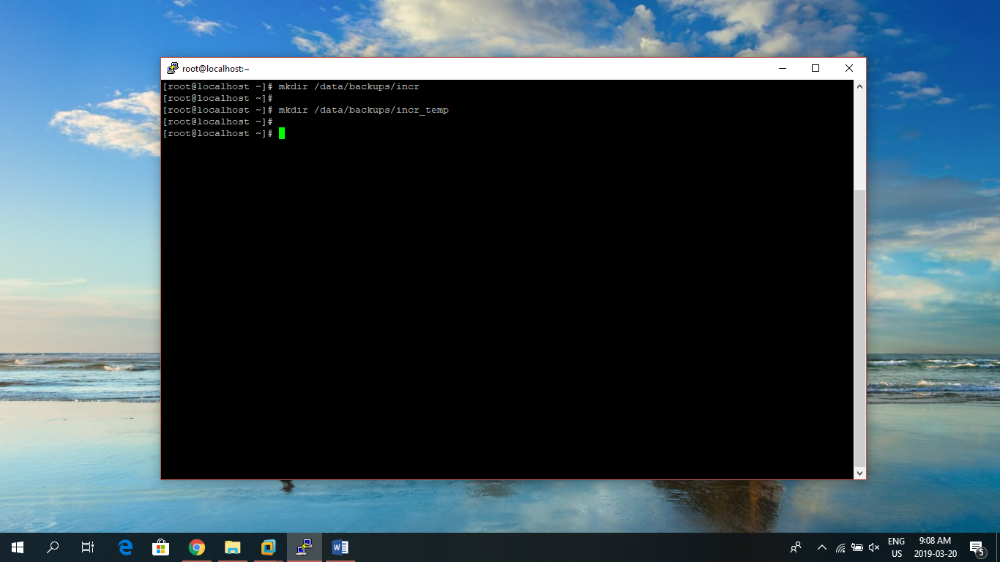 root@localhost:~
[root@localhost ~]# mkdir /data/backups/incr
[root@localhost ~]#
[root@localhost ~]# mkdir /data/backups/incr_temp
[root@localhost ~]#
[root@localhost ~]#
ENG
US
9:08 AM
2019-03-20
5